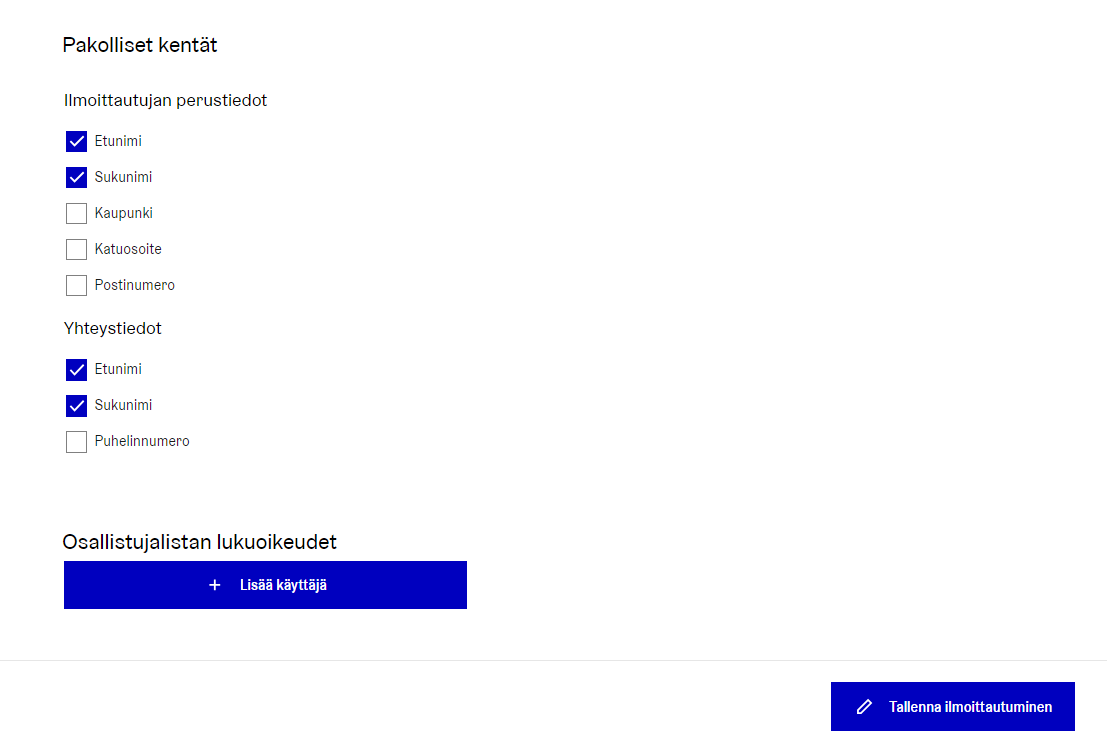 Pakolliset kentät
Ilmoittautujan perustiedot
Etunimi
Sukunimi
Kaupunki
Katuosoite
Postinumero
Yhteystiedot
Etunimi
Sukunimi
Puhelinnumero
Osallistujalistan lukuoikeudet
Lisää käyttäjä
Tallenna ilmoittautuminen